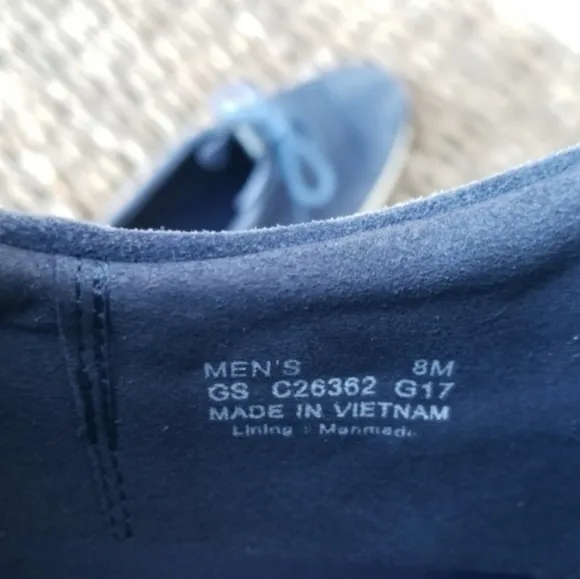 MEN'S 8M
GS C26362 G17
MADE IN VIETNAM
Lining : Manmade